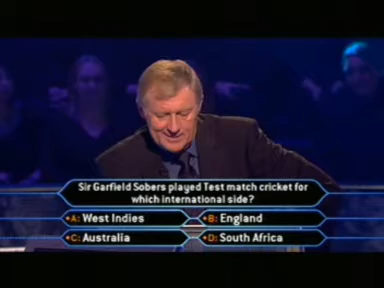 Sir Garfield Sobers played Test match cricket for
which international side?
•A: West Indies
•B: England
•C: Australia
•D: South Africa